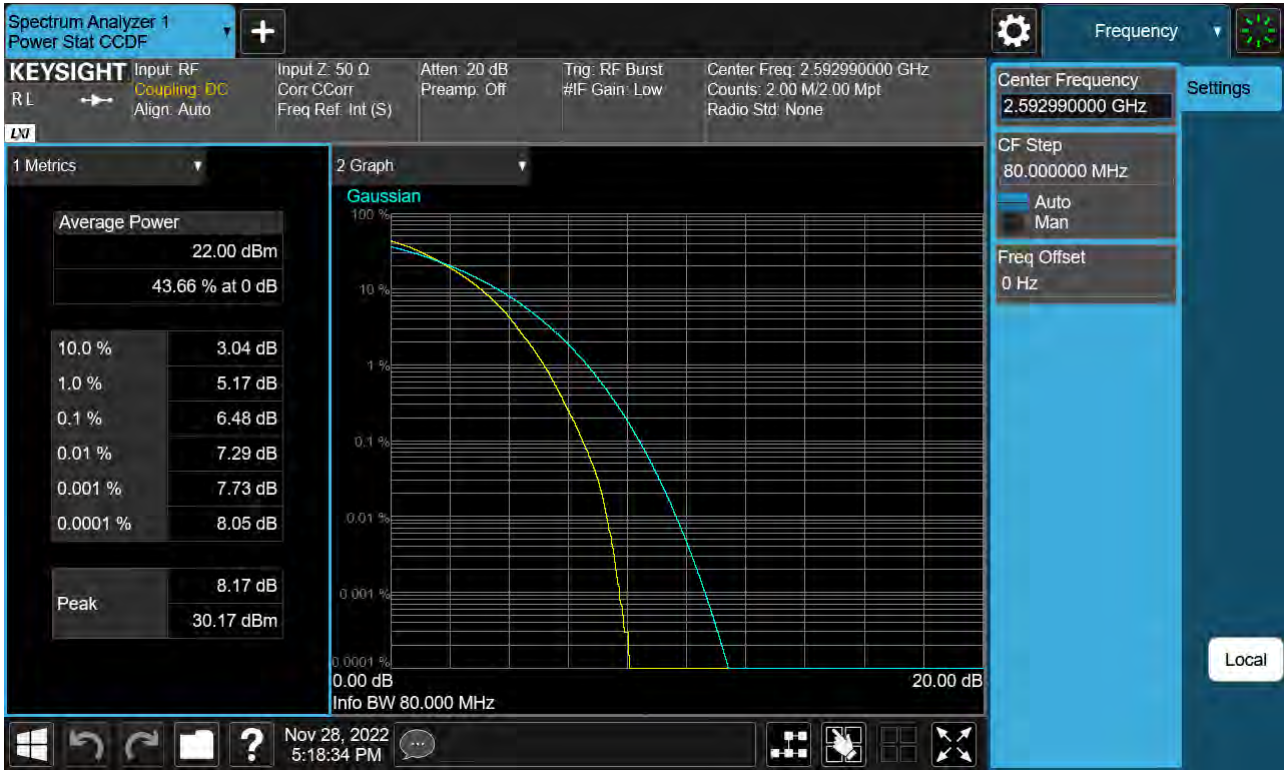 Spectrum Analyzer 1
Power Stat CCDF
+
Frequency
KEYSIGHT
RL
LXI
Input: RF
Coupling: DC
Align: Auto
Input Z: 50 Ω
Corr CCorr
Freq Ref: Int (S)
Atten: 20 dB
Preamp: Off
Trig: RF Burst
#IF Gain: Low
Center Freq: 2.592990000 GHz
Counts: 2.00 M/2.00 Mpt
Radio Std: None
Center Frequency
2.592990000 GHz
Settings
CF Step
80.000000 MHz
Auto
Man
Freq Offset
0 Hz
Local
1 Metrics
Average Power
22.00 dBm
43.66 % at 0 dB
10.0 % 3.04 dB
1.0 % 5.17 dB
0.1 % 6.48 dB
0.01 % 7.29 dB
0.001 % 7.73 dB
0.0001 % 8.05 dB
Peak
8.17 dB
30.17 dBm
2 Graph
Gaussian
100 %
10 %
1 %
0.1 %
0.01 %
0.001 %
0.0001 %
0.00 dB 20.00 dB
Info BW 80.000 MHz
?
Nov 28, 2022
5:18:34 PM